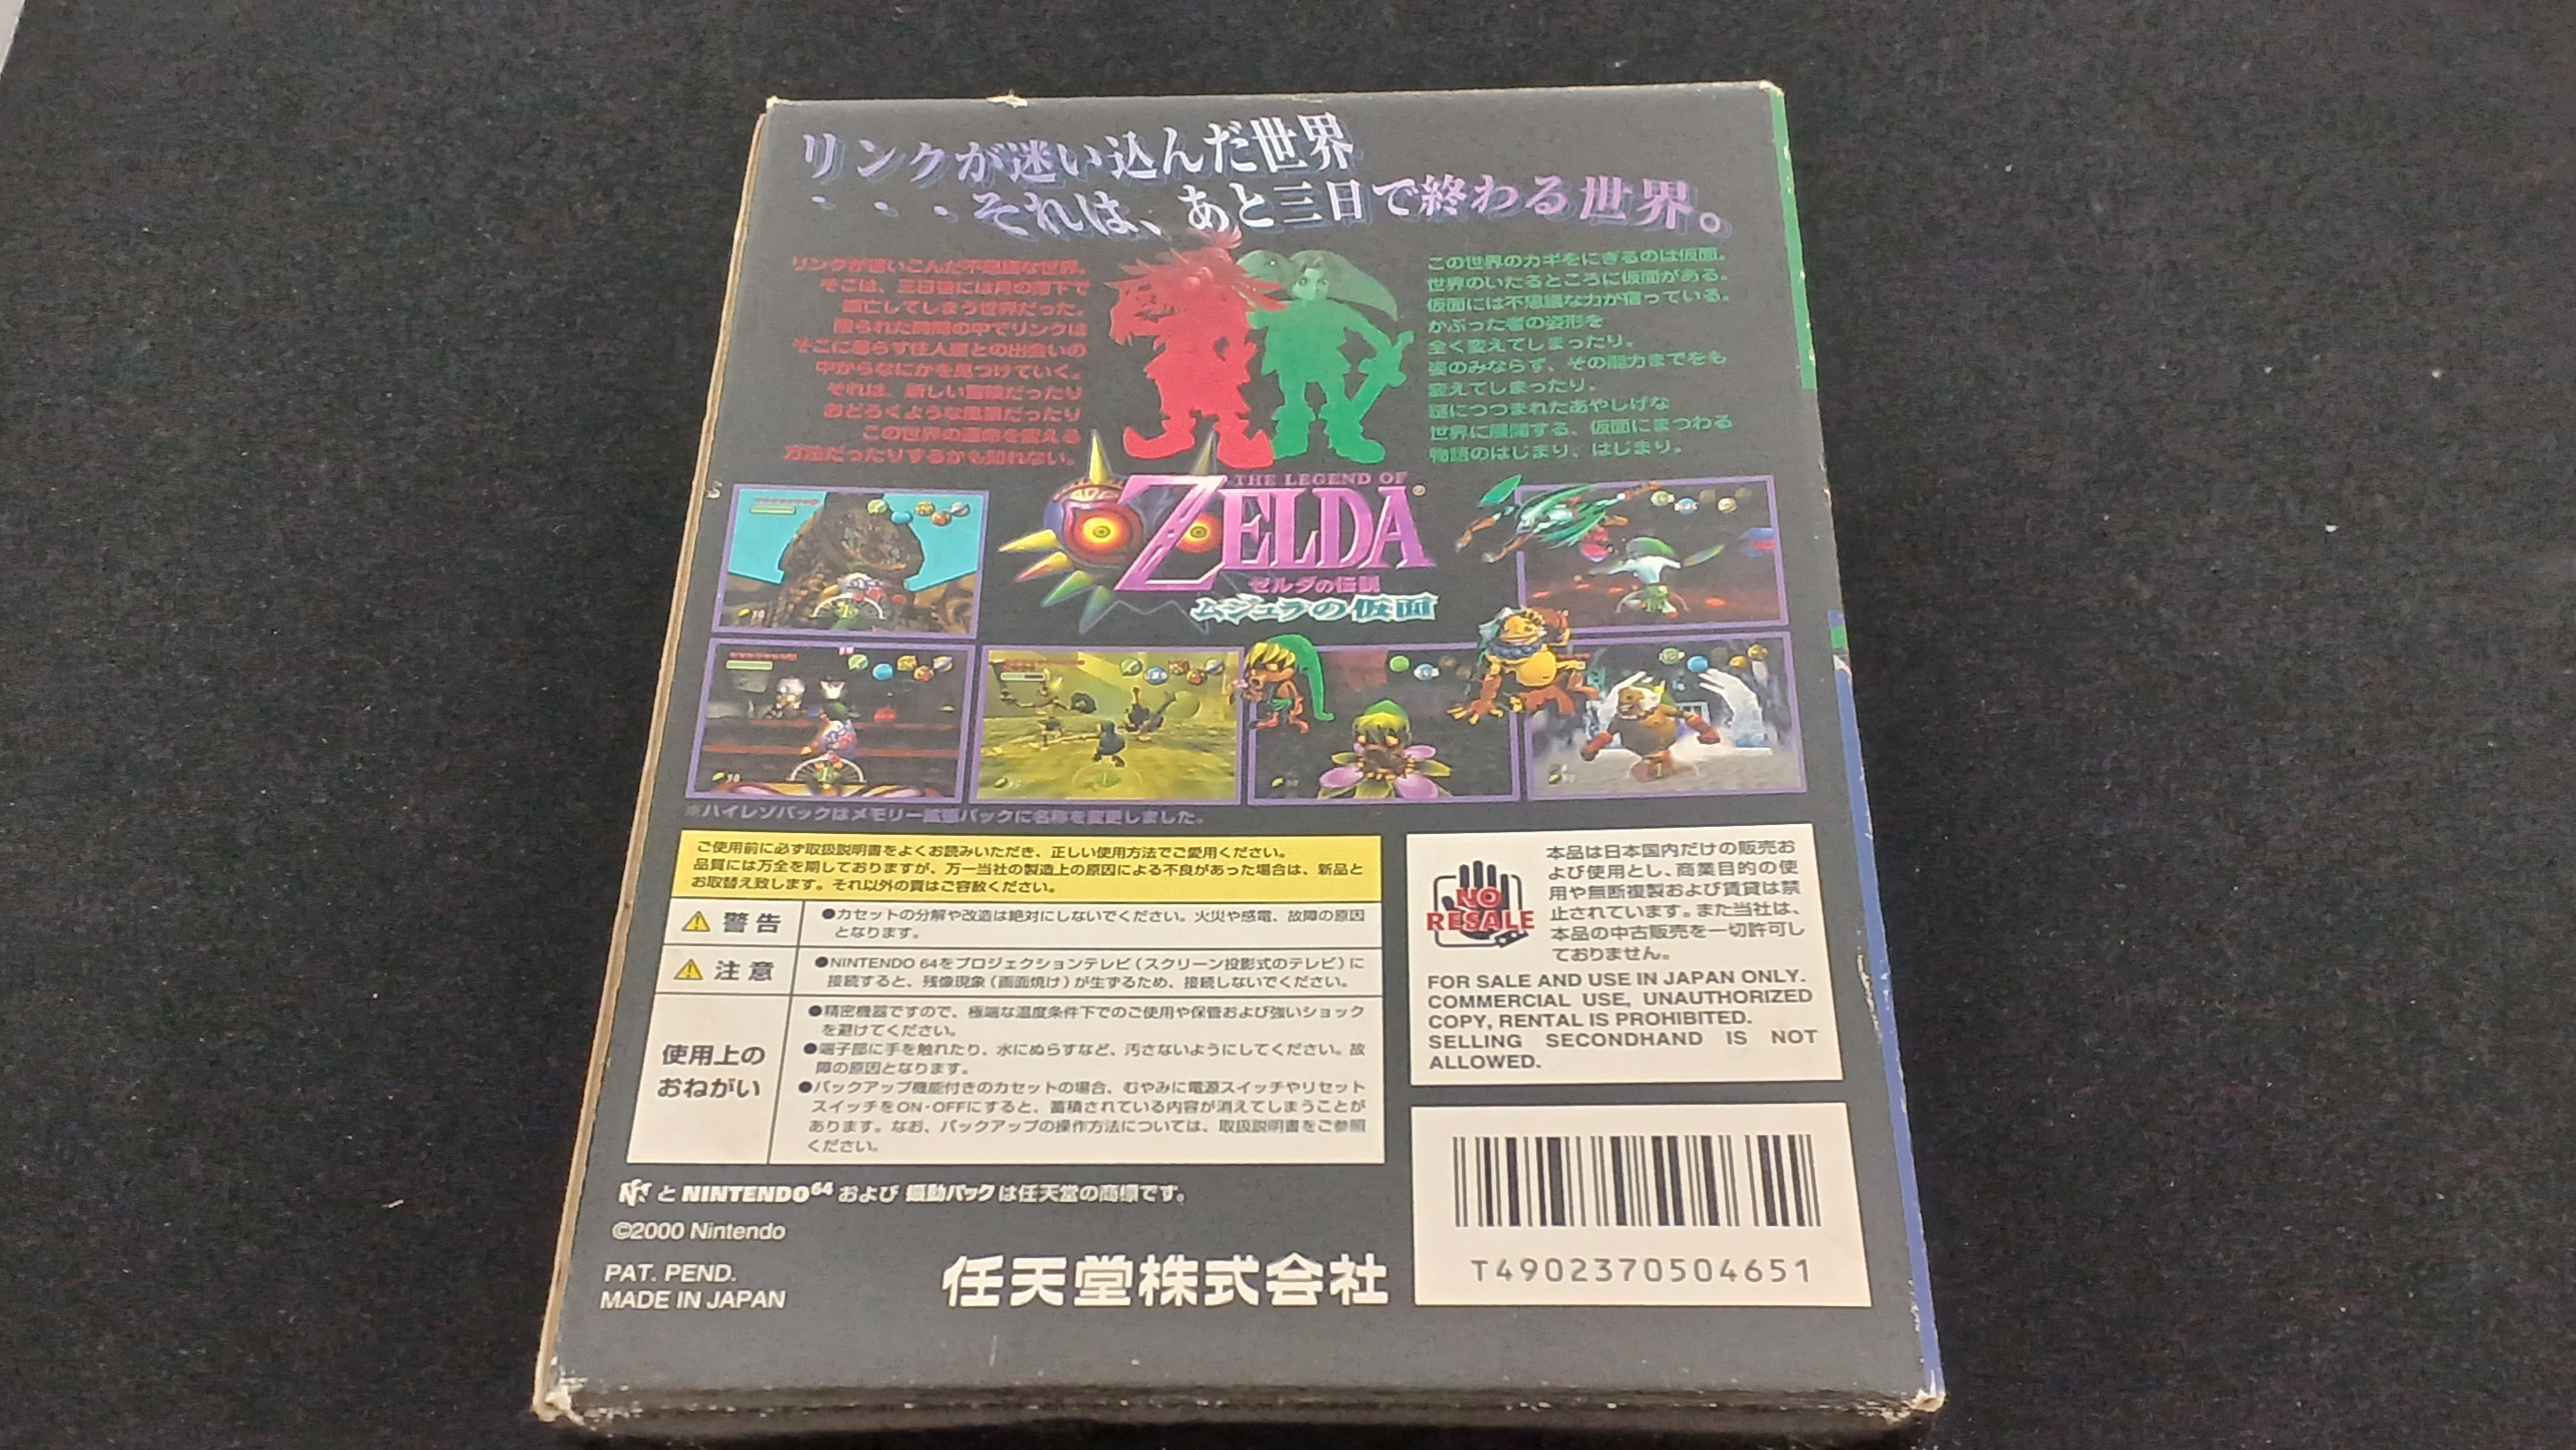 リンクが迷い込んだ世界
・・・それは、あと三日で終わる世界。
リンクが迷いこんだ不思議な世界。
そこは、三日後には月の落下で
滅亡してしまう世界だった。
限られた時間の中でリンクは
そこに暮らす住人達との出会いの
中からなにかを見つけていく。
それは、新しい冒険だったり
おどろくような風景だったり
この世界の運命を変える
方法だったりするかも知れない。
この世界のカギをにぎるのは仮面。
世界のいたるところに仮面がある。
仮面には不思議な力が宿っている。
かぶった者の姿形を
全く変えてしまったり。
姿のみならず、その能力までをも
変えてしまったり。
謎につつまれたあやしげな
世界に展開する、仮面にまつわる
物語のはじまり、はじまり。
THE LEGEND OF
ZELDA®
ゼルダの伝説
ムジュラの仮面
※ハイレゾパックはメモリー拡張パックに名称を変更しました。
ご使用前に必ず取扱説明書をよくお読みいただき、正しい使用方法でご愛用ください。
品質には万全を期しておりますが、万一当社の製造上の原因による不良があった場合は、新品と
お取替え致します。それ以外の責はご容赦ください。
警告
●カセットの分解や改造は絶対にしないでください。火災や感電、故障の原因
となります。
注意
●NINTENDO 64をプロジェクションテレビ（スクリーン投影式のテレビ）に
接続すると、残像現象（画面焼け）が生ずるため、接続しないでください。
使用上の
おねがい
●精密機器ですので、極端な温度条件下でのご使用や保管および強いショック
を避けてください。
●端子部に手を触れたり、水にぬらすなど、汚さないようにしてください。故
障の原因となります。
●バックアップ機能付きのカセットの場合、むやみに電源スイッチやリセット
スイッチをON・OFFにすると、蓄積されている内容が消えてしまうことが
あります。なお、バックアップの操作方法については、取扱説明書をご参照
ください。
NO
RESALE
本品は日本国内だけの販売お
よび使用とし、商業目的の使
用や無断複製および賃貸は禁
止されています。また当社は、
本品の中古販売を一切許可し
ておりません。
FOR SALE AND USE IN JAPAN ONLY.
COMMERCIAL USE, UNAUTHORIZED
COPY, RENTAL IS PROHIBITED.
SELLING SECONDHAND IS NOT
ALLOWED.
と NINTENDO64 および 振動パック は任天堂の商標です。
©2000 Nintendo
PAT. PEND.
MADE IN JAPAN
任天堂株式会社
T4902370504651